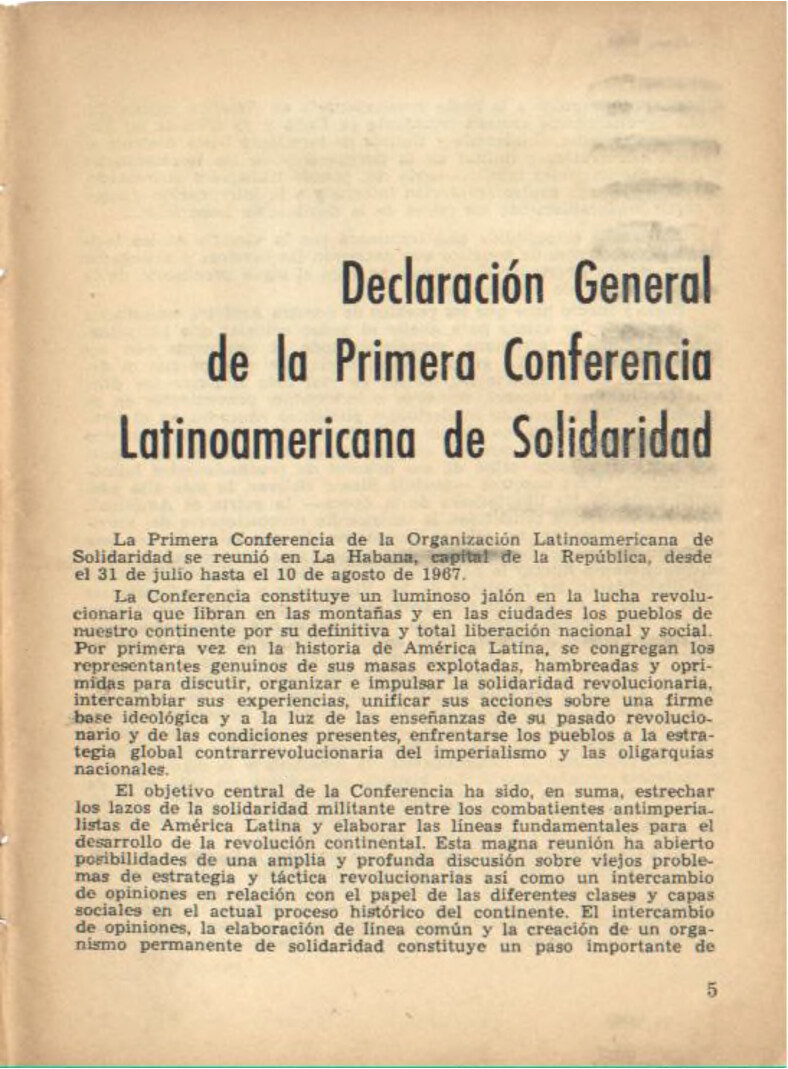 Declaración General
de la Primera Conferencia
Latinoamericana de Solidaridad
La Primera Conferencia de la Organización Latinoamericana de
Solidaridad se reunió en La Habana, capital de la República, desde
el 31 de julio hasta el 10 de agosto de 1967.
La Conferencia constituye un luminoso jalón en la lucha revolu-
cionaria que libran en las montañas y en las ciudades los pueblos de
nuestro continente por su definitiva y total liberación nacional y social.
Por primera vez en la historia de América Latina, se congregan los
representantes genuinos de sus masas explotadas, hambreadas y opri-
midas para discutir, organizar e impulsar la solidaridad revolucionaria,
intercambiar sus experiencias, unificar sus acciones sobre una firme
base ideológica y a la luz de las enseñanzas de su pasado revolucio-
nario y de las condiciones presentes, enfrentarse los pueblos a la estra-
tegia global contrarrevolucionaria del imperialismo y las oligarquías
nacionales.
El objetivo central de la Conferencia ha sido, en suma, estrechar
los lazos de la solidaridad militante entre los combatientes antimperia-
listas de América Latina y elaborar las líneas fundamentales para el
desarrollo de la revolución continental. Esta magna reunión ha abierto
posibilidades de una amplia y profunda discusión sobre viejos proble-
mas de estrategia y táctica revolucionarias así como un intercambio
de opiniones en relación con el papel de las diferentes clases y capas
sociales en el actual proceso histórico del continente. El intercambio
de opiniones, la elaboración de línea común y la creación de un orga-
nismo permanente de solidaridad constituye un paso importante de
5